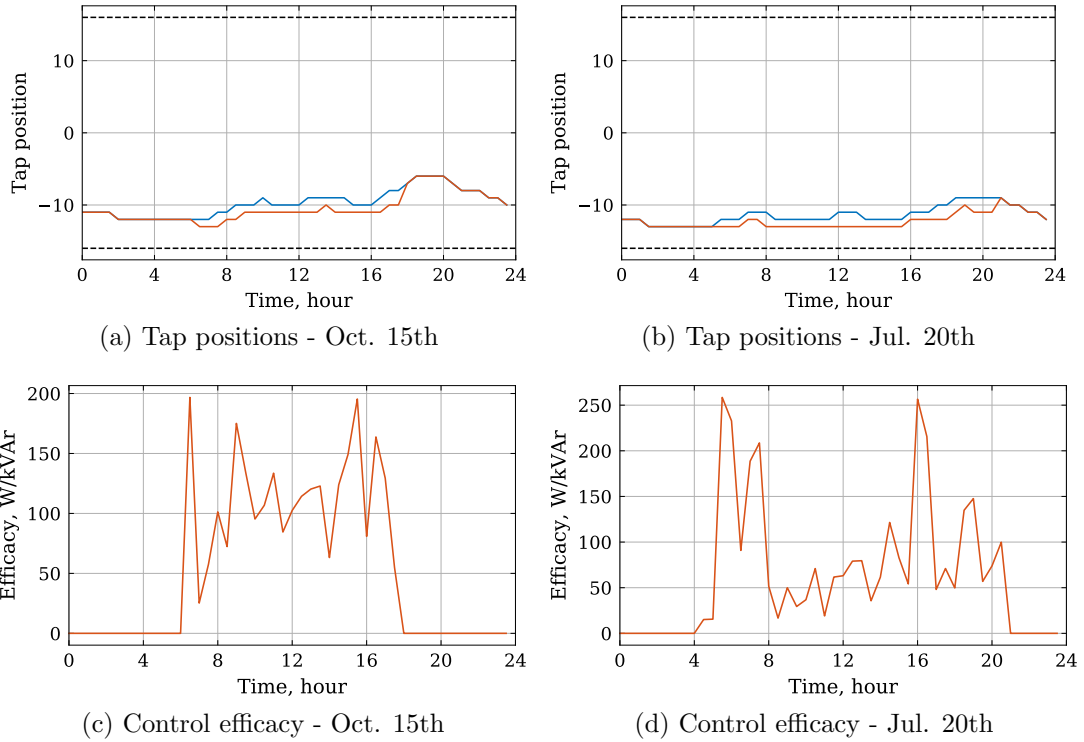 10
0
−10
Tap position
0 4 8 12 16 20 24
Time, hour
(a) Tap positions - Oct. 15th
10
0
−10
Tap position
0 4 8 12 16 20 24
Time, hour
(b) Tap positions - Jul. 20th
200
150
100
50
0
Efficacy, W/kVAr
0 4 8 12 16 20 24
Time, hour
(c) Control efficacy - Oct. 15th
250
200
150
100
50
0
Efficacy, W/kVAr
0 4 8 12 16 20 24
Time, hour
(d) Control efficacy - Jul. 20th